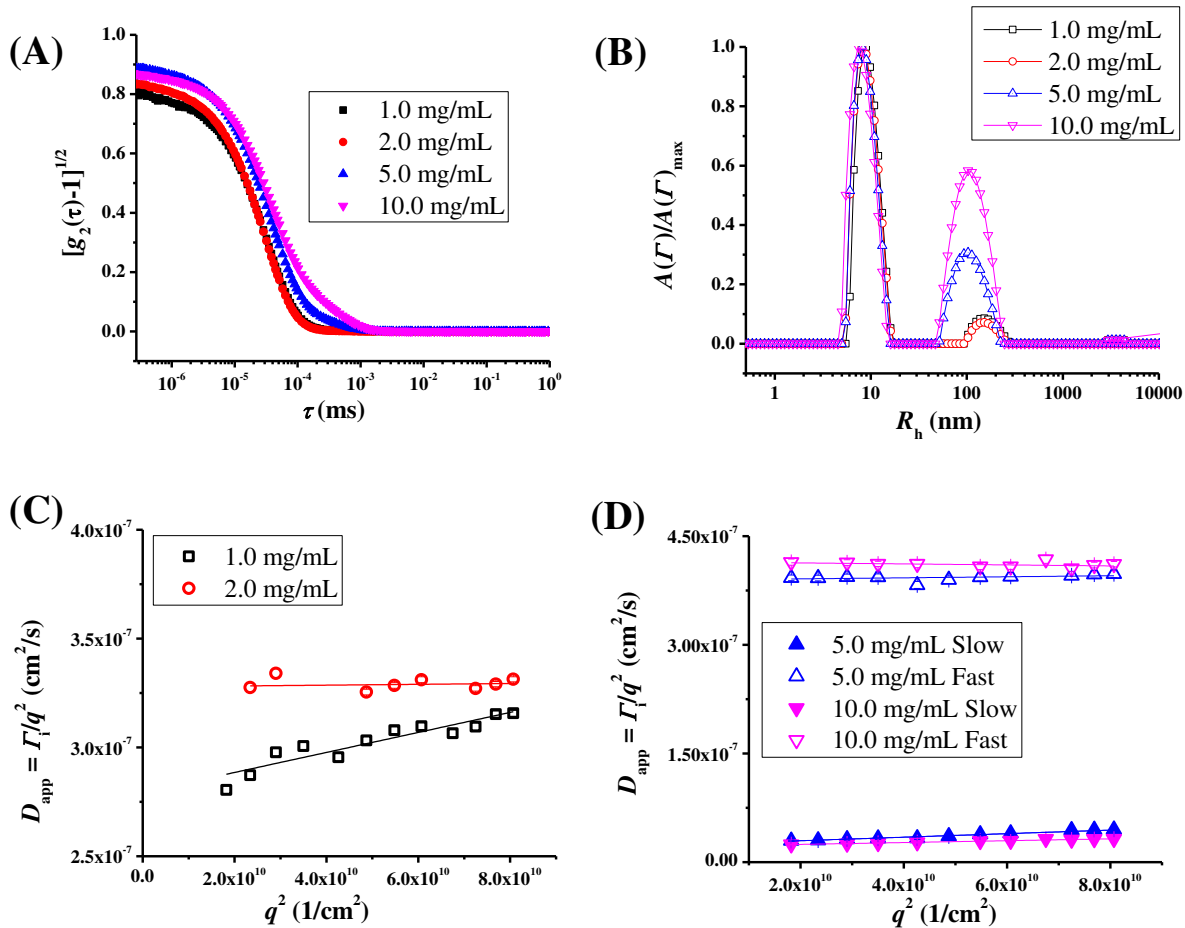 (A)
[g₂(τ)-1]^{1/2}
0.8
0.6
0.4
0.2
0.0
1.0 mg/mL
2.0 mg/mL
5.0 mg/mL
10.0 mg/mL
10⁻⁶ 10⁻⁵ 10⁻⁴ 10⁻³ 10⁻² 10⁻¹ 10⁰
τ (ms)
(B)
A(Γ)/A(Γ)_{max}
1.0
0.8
0.6
0.4
0.2
0.0
1.0 mg/mL
2.0 mg/mL
5.0 mg/mL
10.0 mg/mL
1 10 100 1000 10000
R_h (nm)
(C)
D_{app} = Γ_i/q² (cm²/s)
4.0x10⁻⁷
3.5x10⁻⁷
3.0x10⁻⁷
2.5x10⁻⁷
1.0 mg/mL
2.0 mg/mL
0.0 2.0x10¹⁰ 4.0x10¹⁰ 6.0x10¹⁰ 8.0x10¹⁰
q² (1/cm²)
(D)
D_{app} = Γ_i/q² (cm²/s)
4.50x10⁻⁷
3.00x10⁻⁷
1.50x10⁻⁷
0.00
5.0 mg/mL Slow
5.0 mg/mL Fast
10.0 mg/mL Slow
10.0 mg/mL Fast
2.0x10¹⁰ 4.0x10¹⁰ 6.0x10¹⁰ 8.0x10¹⁰
q² (1/cm²)